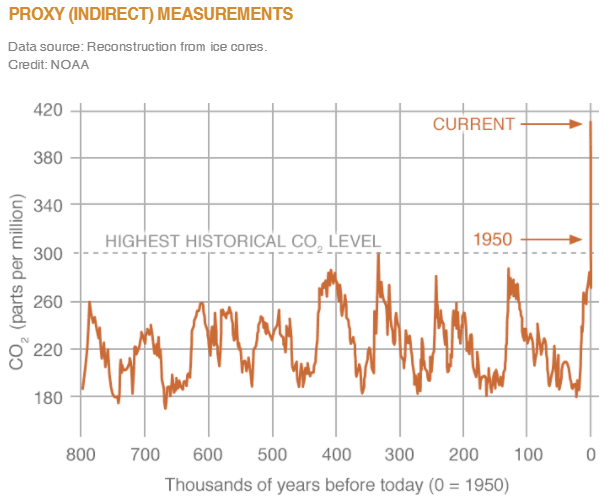 PROXY (INDIRECT) MEASUREMENTS
Data source: Reconstruction from ice cores.
Credit: NOAA
420
CURRENT
380
340
1950
HIGHEST HISTORICAL CO₂ LEVEL
300
260
220
180
CO₂ (parts per million)
800 700 600 500 400 300 200 100 0
Thousands of years before today (0 = 1950)